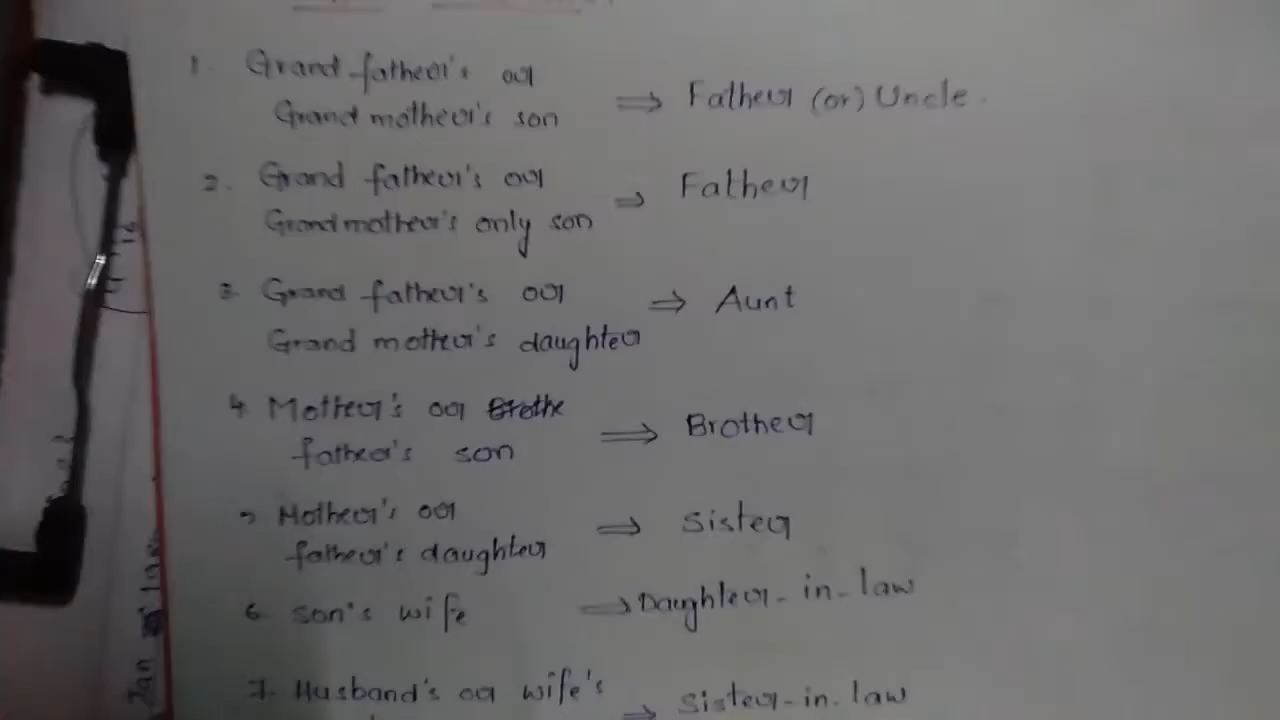 1. Grand father's or
Grand mother's son ⇒ Father (or) Uncle.
2. Grand father's or
Grand mother's only son ⇒ Father
3. Grand father's or
Grand mother's daughter ⇒ Aunt
4. Mother's or Brothe
father's son ⇒ Brother
5 Mother's or
father's daughter ⇒ Sister
6. son's wife ⇒ Daughter-in-law
7. Husband's or wife's
⇒ Sister-in-law
Jan